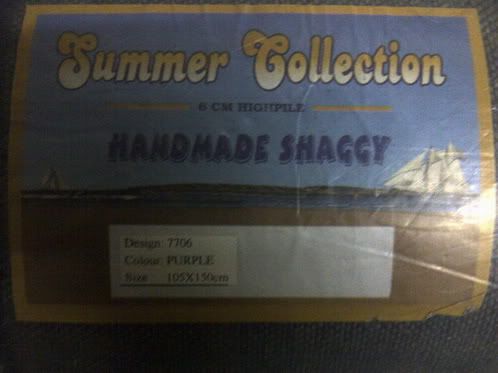 Summer Collection
6 CM HIGHPILE
HANDMADE SHAGGY
Design: 7706
Colour: PURPLE
Size 105X150cm